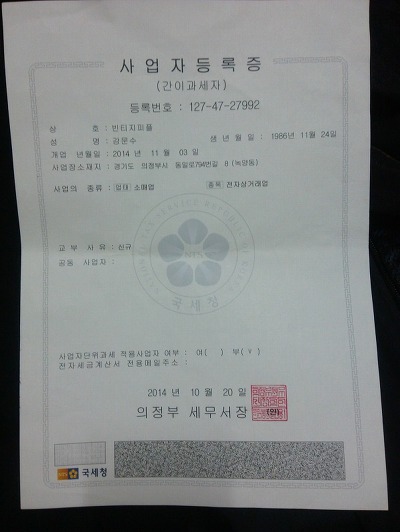 사업자등록증
(간이과세자)
등록번호 : 127-47-27992
상 호 : 빈티지피플
성 명 : 강문수 생 년 월 일 : 1986년 11월 24일
개업 년월일 : 2014 년 11 월 03 일
사업장소재지 : 경기도 의정부시 동일로794번길 8 (녹양동)
사업의 종류 : 업태 소매업 종목 전자상거래업
교 부 사 유 : 신규
공동 사업자 :
국세청
사업자단위과세 적용사업자 여부 : 여( ) 부( v )
전자세금계산서 전용메일주소 :
2014 년 10 월 20 일
의정부 세무서장 (인)
국세청